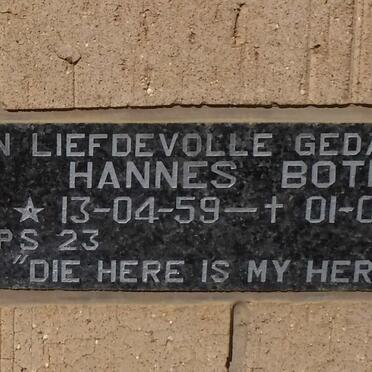 N LIEFDEVOLLE GEDA
HANNES BOT
☆ 13-04-59—† 01-0
PS 23
"DIE HERE IS MY HER